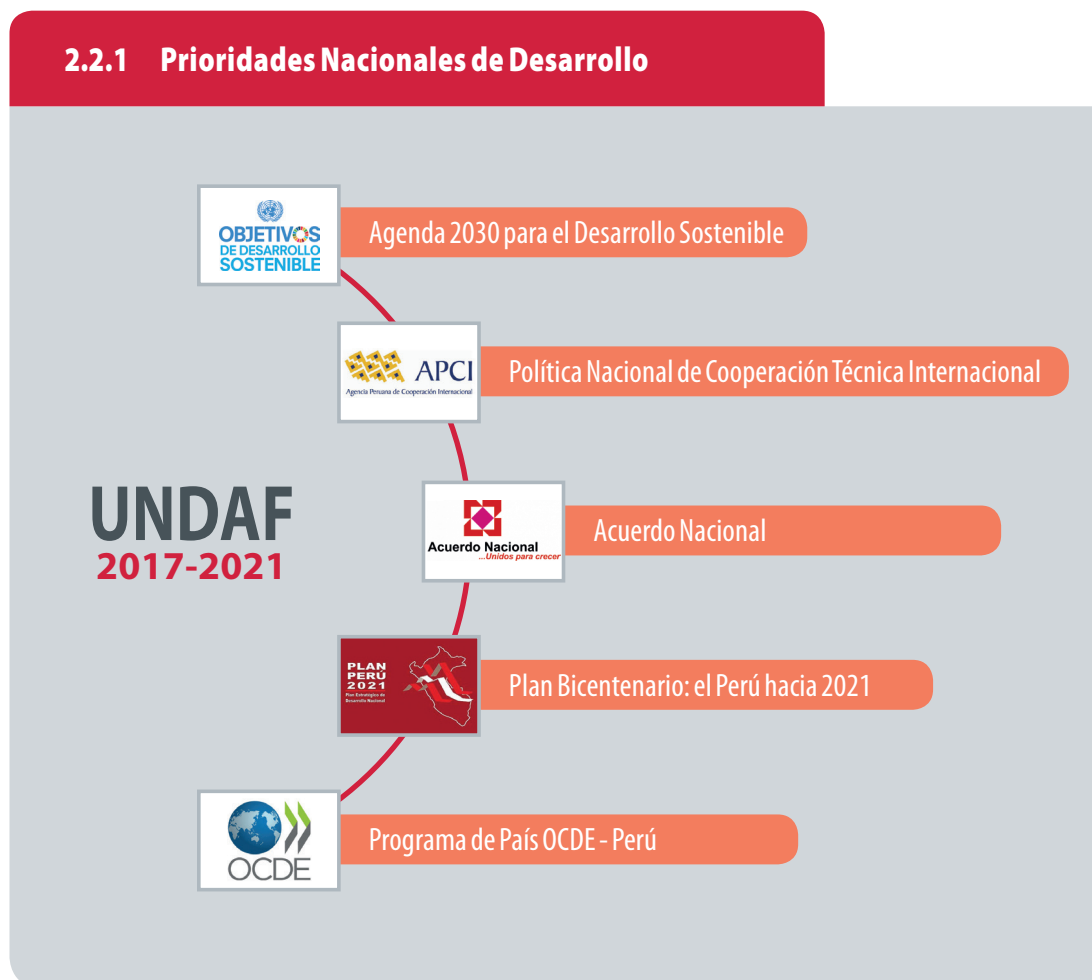 2.2.1 Prioridades Nacionales de Desarrollo
OBJETIVOS
DE DESARROLLO
SOSTENIBLE
Agenda 2030 para el Desarrollo Sostenible
APCI
Agencia Peruana de Cooperación Internacional
Política Nacional de Cooperación Técnica Internacional
UNDAF
2017-2021
Acuerdo Nacional
...Unidos para crecer
Acuerdo Nacional
PLAN
PERÚ
2021
Plan Estratégico de
Desarrollo Nacional
Plan Bicentenario: el Perú hacia 2021
OCDE
Programa de País OCDE - Perú